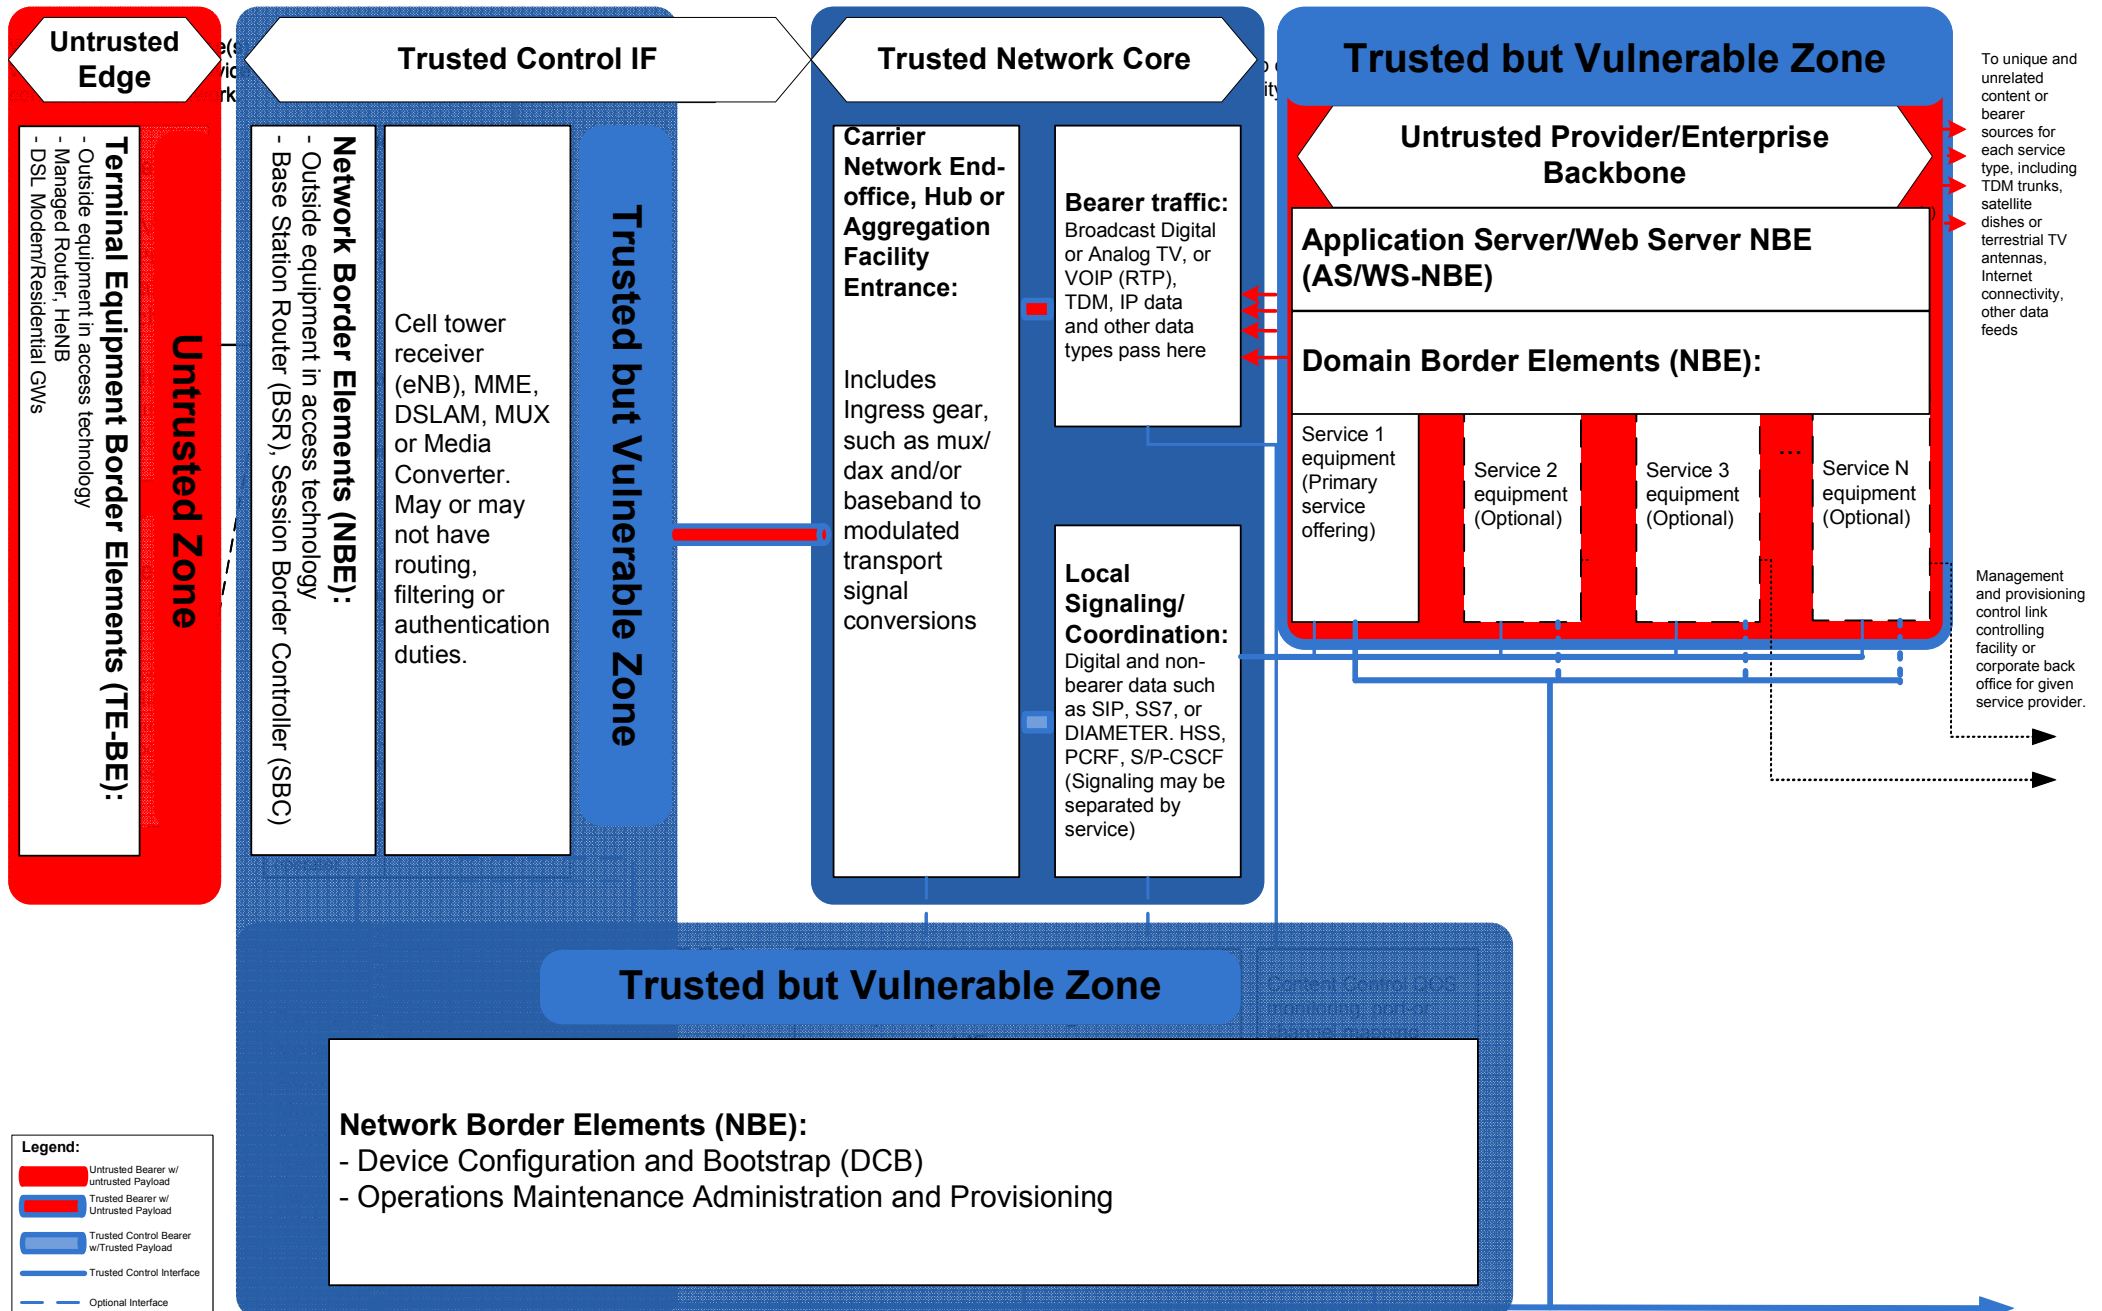 Untrusted
Edge
Trusted Control IF
Trusted Network Core
Trusted but Vulnerable Zone
Untrusted Provider/Enterprise
Backbone
Terminal Equipment Border Elements (TE-BE):
- Outside equipment in access technology
- Managed Router, HeNB
- DSL Modem/Residential GWs
Untrusted Zone
Network Border Elements (NBE):
- Outside equipment in access technology
- Base Station Router (BSR), Session Border Controller (SBC)
Cell tower
receiver
(eNB), MME,
DSLAM, MUX
or Media
Converter.
May or may
not have
routing,
filtering or
authentication
duties.
Trusted but Vulnerable Zone
Carrier
Network End-
office, Hub or
Aggregation
Facility
Entrance:
Includes
Ingress gear,
such as mux/
dax and/or
baseband to
modulated
transport
signal
conversions
Bearer traffic:
Broadcast Digital
or Analog TV, or
VOIP (RTP),
TDM, IP data
and other data
types pass here
Local
Signaling/
Coordination:
Digital and non-
bearer data such
as SIP, SS7, or
DIAMETER. HSS,
PCRF, S/P-CSCF
(Signaling may be
separated by
service)
Application Server/Web Server NBE
(AS/WS-NBE)
Domain Border Elements (NBE):
Service 1
equipment
(Primary
service
offering)
Service 2
equipment
(Optional)
Service 3
equipment
(Optional)
...
Service N
equipment
(Optional)
To unique and
unrelated
content or
bearer
sources for
each service
type, including
TDM trunks,
satellite
dishes or
terrestrial TV
antennas,
Internet
connectivity,
other data
feeds
Management
and provisioning
control link
controlling
facility or
corporate back
office for given
service provider.
Trusted but Vulnerable Zone
Content Control QOS
monitoring, port or
channel mapping
Network Border Elements (NBE):
- Device Configuration and Bootstrap (DCB)
- Operations Maintenance Administration and Provisioning
Legend:
Untrusted Bearer w/
untrusted Payload
Trusted Bearer w/
Untrusted Payload
Trusted Control Bearer
w/Trusted Payload
Trusted Control Interface
Optional Interface